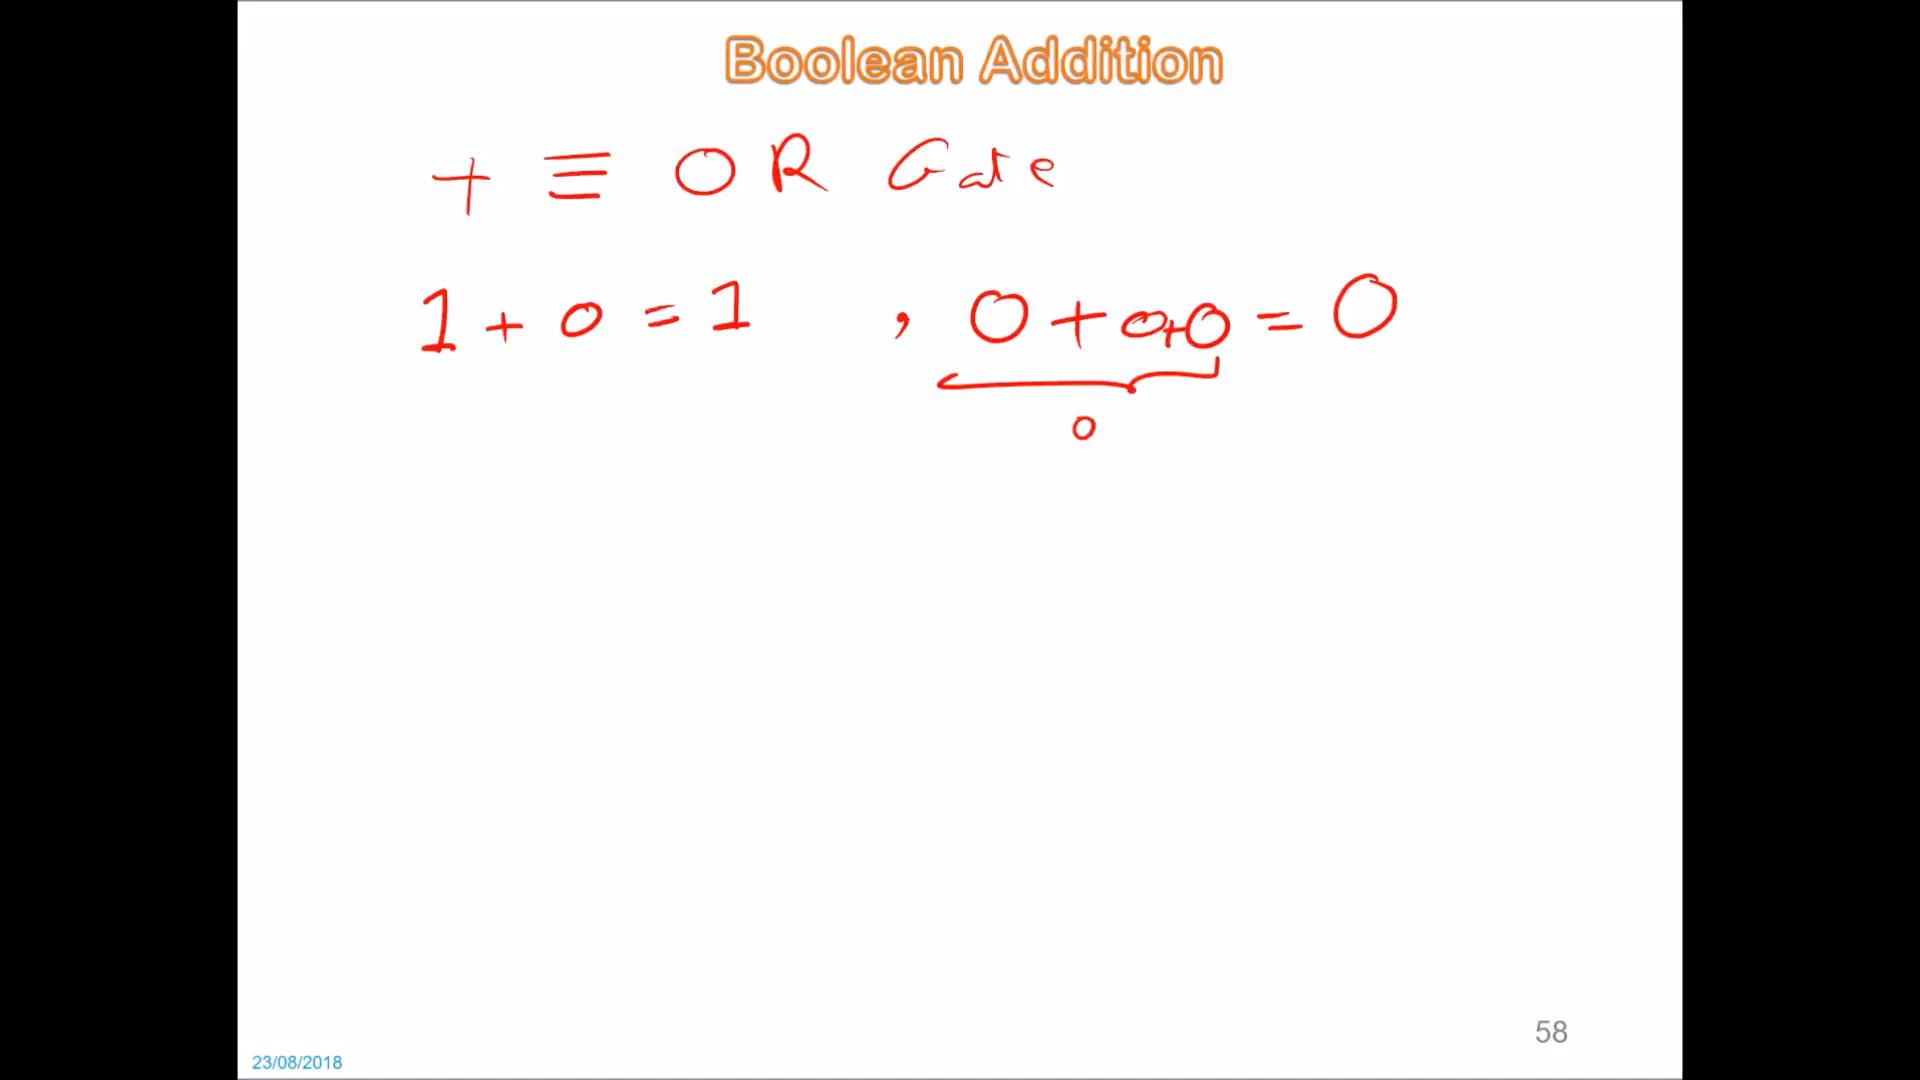 Boolean Addition
+ ≡ OR Gate
1 + 0 = 1 , 0 + 0 + 0 = 0
0
58
23/08/2018